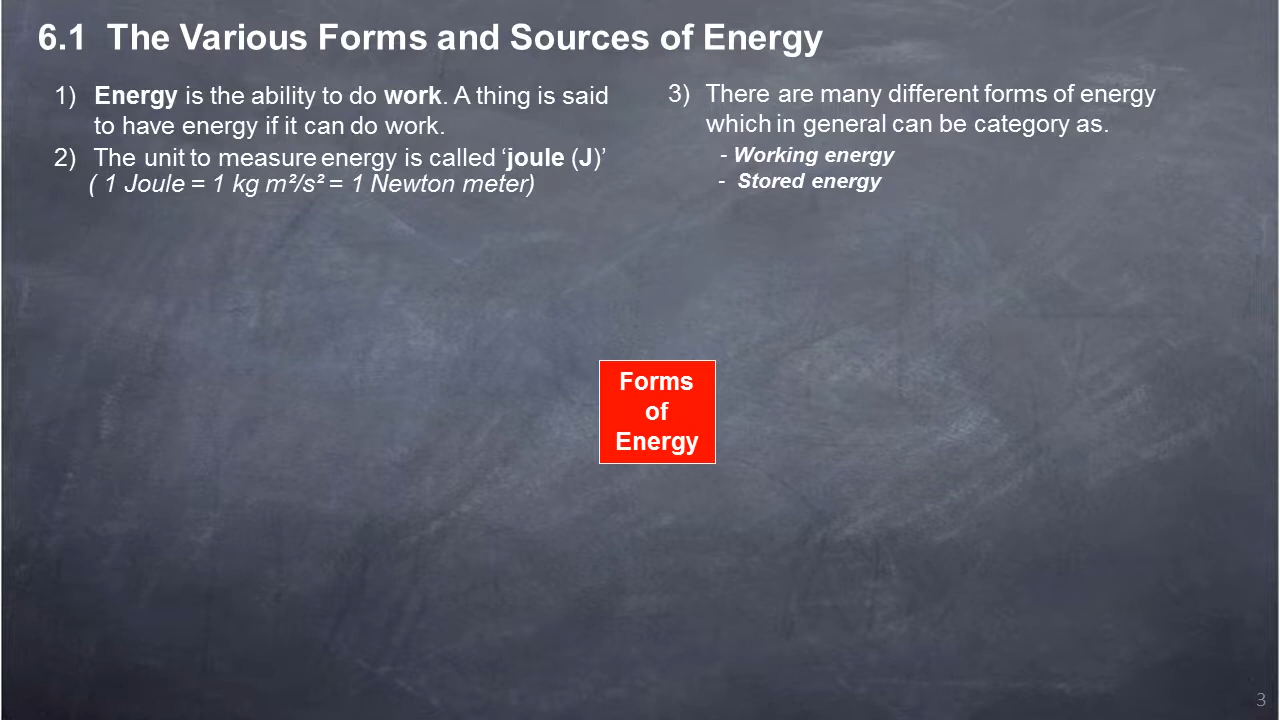 6.1 The Various Forms and Sources of Energy
1) Energy is the ability to do work. A thing is said
to have energy if it can do work.
2) The unit to measure energy is called ‘joule (J)’
( 1 Joule = 1 kg m²/s² = 1 Newton meter)
3) There are many different forms of energy
which in general can be category as.
- Working energy
- Stored energy
Forms
of
Energy
3